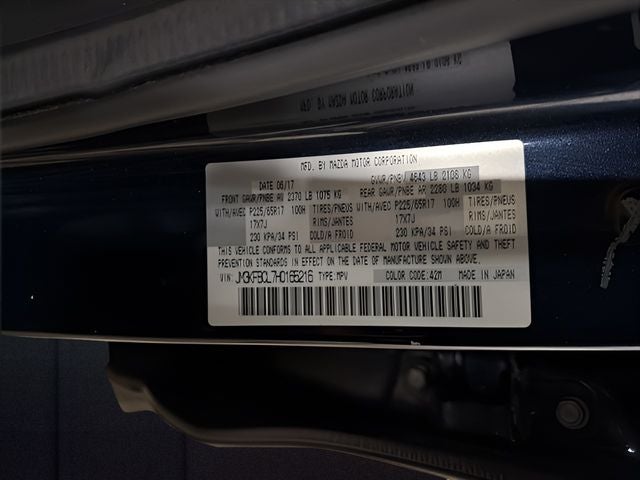 MFD. BY MAZDA MOTOR CORPORATION
DATE 06/17 GVWR/PNBV 4643 LB 2106 KG
FRONT GAWR/PNBE AV 2370 LB 1075 KG REAR GAWR/PNBE AR 2280 LB 1034 KG
WITH/AVEC P225/65R17 100H TIRES/PNEUS WITH/AVEC P225/65R17 100H TIRES/PNEUS
17X7J RIMS/JANTES 17X7J RIMS/JANTES
230 KPA/34 PSI COLD/A FROID 230 KPA/34 PSI COLD/A FROID
THIS VEHICLE CONFORMS TO ALL APPLICABLE FEDERAL MOTOR VEHICLE SAFETY AND THEFT
PREVENTION STANDARDS IN EFFECT ON THE DATE OF MANUFACTURE SHOWN ABOVE.
VIN: JM3KFBCL7H0165216 TYPE:MPV COLOR CODE:42M MADE IN JAPAN